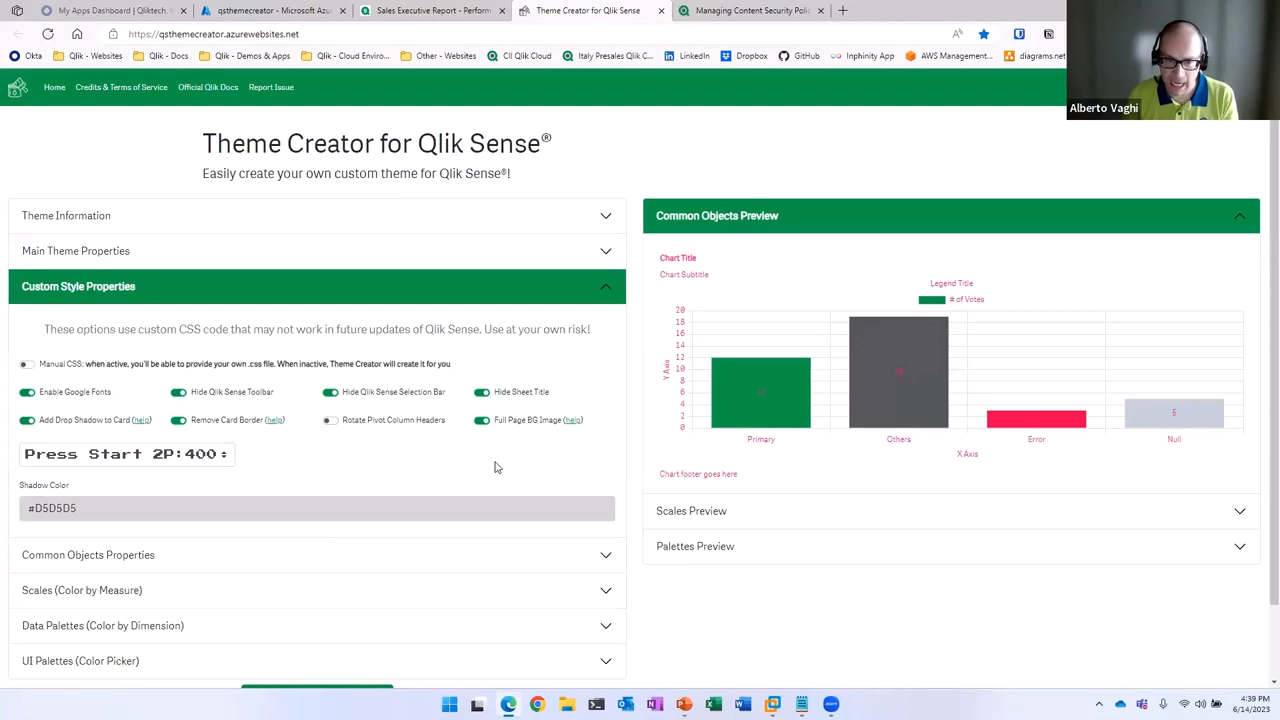 My Apps Dashboard | Qliktech
qsthemecreator - Microsoft Azur
Sales Executive Report - Perform
Theme Creator for Qlik Sense
Managing Content Security Polic
https://qsthemecreator.azurewebsites.net
Okta
Qlik - Websites
Qlik - Docs
Qlik - Demos & Apps
Qlik - Cloud Enviro...
Other - Websites
CII Qlik Cloud
Italy Presales Qlik C...
LinkedIn
Dropbox
GitHub
Inphinity App
AWS Management...
diagrams.net
Alberto Vaghi
Home
Credits & Terms of Service
Official Qlik Docs
Report Issue
Theme Creator for Qlik Sense®
Easily create your own custom theme for Qlik Sense®!
Theme Information
Main Theme Properties
Custom Style Properties
These options use custom CSS code that may not work in future updates of Qlik Sense. Use at your own risk!
Manual CSS: when active, you'll be able to provide your own .css file. When inactive, Theme Creator will create it for you
Enable Google Fonts
Hide Qlik Sense Toolbar
Hide Qlik Sense Selection Bar
Hide Sheet Title
Add Drop Shadow to Card (help)
Remove Card Border (help)
Rotate Pivot Column Headers
Full Page BG Image (help)
Press Start 2P:400
Shadow Color
#D5D5D5
Common Objects Properties
Scales (Color by Measure)
Data Palettes (Color by Dimension)
UI Palettes (Color Picker)
Common Objects Preview
Chart Title
Chart Subtitle
Legend Title
# of Votes
20
18
16
14
12
10
8
6
4
2
0
Y Axis
12
19
5
Primary
Others
Error
Null
X Axis
Chart footer goes here
Scales Preview
Palettes Preview
4:39 PM
6/14/2023